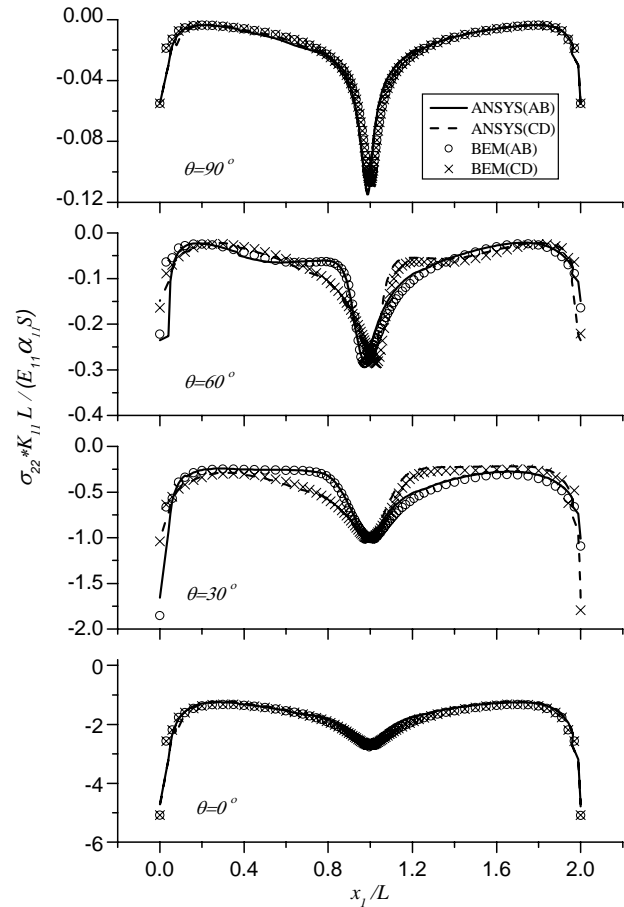 0.00
-0.04
-0.08
-0.12
ANSYS(AB)
ANSYS(CD)
BEM(AB)
BEM(CD)
θ=90°
0.0
-0.1
-0.2
-0.3
-0.4
θ=60°
σ22*K11 L / (E11 α11 S)
0.0
-0.5
-1.0
-1.5
-2.0
θ=30°
0
-2
-4
-6
θ=0°
0.0 0.4 0.8 1.2 1.6 2.0
x1/L